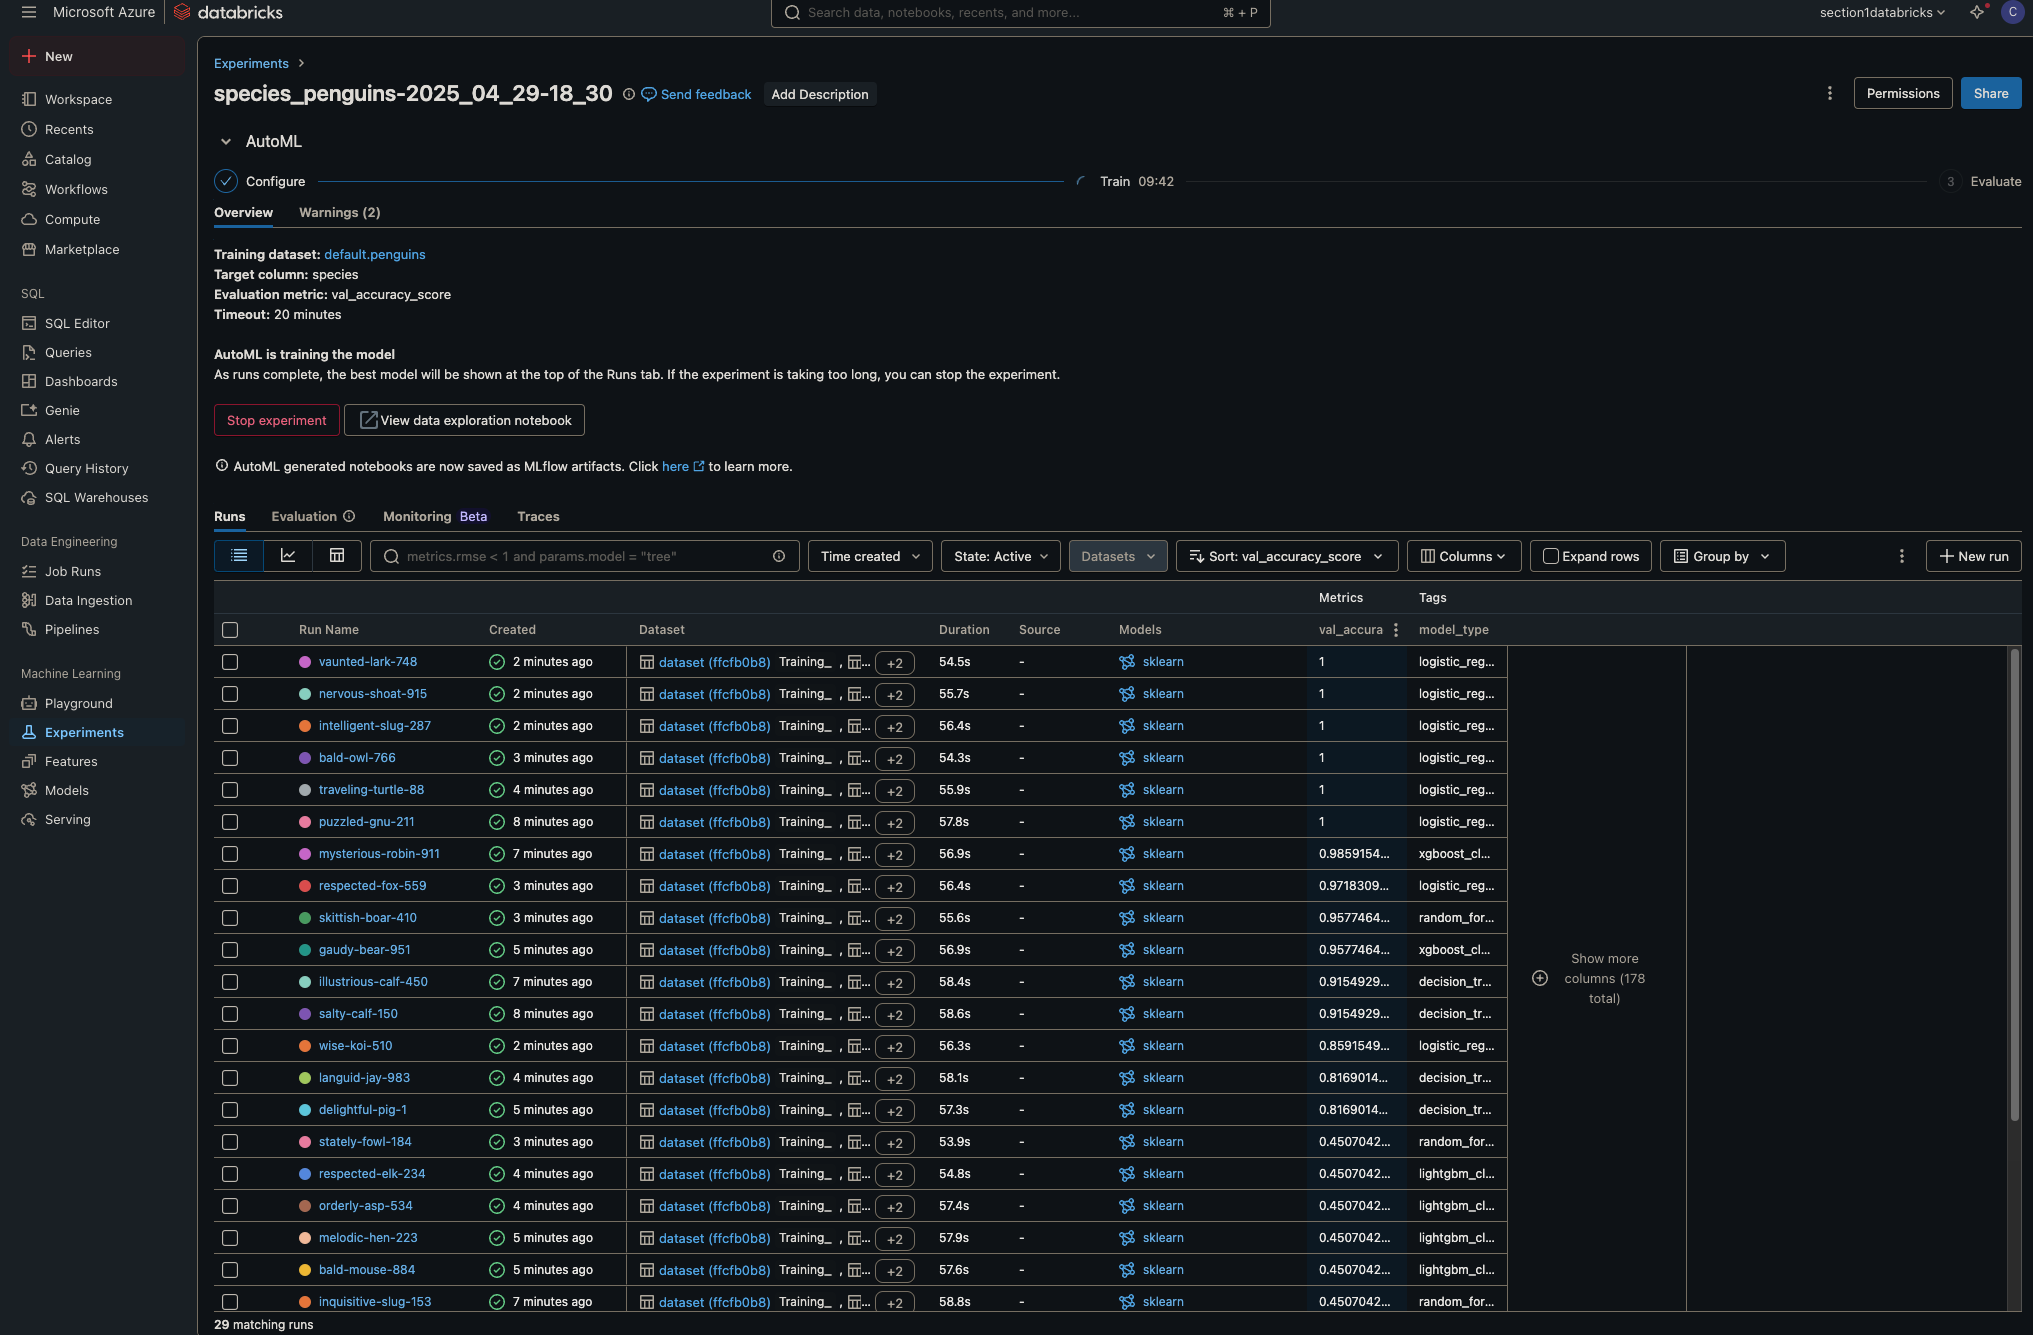 Microsoft Azure databricks Search data, notebooks, recents, and more... ⌘ + P section1databricks C
New
Workspace
Recents
Catalog
Workflows
Compute
Marketplace
SQL
SQL Editor
Queries
Dashboards
Genie
Alerts
Query History
SQL Warehouses
Data Engineering
Job Runs
Data Ingestion
Pipelines
Machine Learning
Playground
Experiments
Features
Models
Serving
Experiments >
species_penguins-2025_04_29-18_30 Send feedback Add Description Permissions Share
AutoML
Configure Train 09:42 3 Evaluate
Overview Warnings (2)
Training dataset: default.penguins
Target column: species
Evaluation metric: val_accuracy_score
Timeout: 20 minutes
AutoML is training the model
As runs complete, the best model will be shown at the top of the Runs tab. If the experiment is taking too long, you can stop the experiment.
Stop experiment View data exploration notebook
AutoML generated notebooks are now saved as MLflow artifacts. Click here to learn more.
Runs Evaluation Monitoring Beta Traces
metrics.rmse < 1 and params.model = "tree" Time created State: Active Datasets Sort: val_accuracy_score Columns Expand rows Group by New run
Metrics Tags
Run Name Created Dataset Duration Source Models val_accura model_type
vaunted-lark-748 2 minutes ago dataset (ffcfb0b8) Training_ , ... +2 54.5s - sklearn 1 logistic_reg...
nervous-shoat-915 2 minutes ago dataset (ffcfb0b8) Training_ , ... +2 55.7s - sklearn 1 logistic_reg...
intelligent-slug-287 2 minutes ago dataset (ffcfb0b8) Training_ , ... +2 56.4s - sklearn 1 logistic_reg...
bald-owl-766 3 minutes ago dataset (ffcfb0b8) Training_ , ... +2 54.3s - sklearn 1 logistic_reg...
traveling-turtle-88 4 minutes ago dataset (ffcfb0b8) Training_ , ... +2 55.9s - sklearn 1 logistic_reg...
puzzled-gnu-211 8 minutes ago dataset (ffcfb0b8) Training_ , ... +2 57.8s - sklearn 1 logistic_reg...
mysterious-robin-911 7 minutes ago dataset (ffcfb0b8) Training_ , ... +2 56.9s - sklearn 0.9859154... xgboost_cl...
respected-fox-559 3 minutes ago dataset (ffcfb0b8) Training_ , ... +2 56.4s - sklearn 0.9718309... logistic_reg...
skittish-boar-410 3 minutes ago dataset (ffcfb0b8) Training_ , ... +2 55.6s - sklearn 0.9577464... random_for...
gaudy-bear-951 5 minutes ago dataset (ffcfb0b8) Training_ , ... +2 56.9s - sklearn 0.9577464... xgboost_cl...
illustrious-calf-450 7 minutes ago dataset (ffcfb0b8) Training_ , ... +2 58.4s - sklearn 0.9154929... decision_tr...
salty-calf-150 8 minutes ago dataset (ffcfb0b8) Training_ , ... +2 58.6s - sklearn 0.9154929... decision_tr...
wise-koi-510 2 minutes ago dataset (ffcfb0b8) Training_ , ... +2 56.3s - sklearn 0.8591549... logistic_reg...
languid-jay-983 4 minutes ago dataset (ffcfb0b8) Training_ , ... +2 58.1s - sklearn 0.8169014... decision_tr...
delightful-pig-1 5 minutes ago dataset (ffcfb0b8) Training_ , ... +2 57.3s - sklearn 0.8169014... decision_tr...
stately-fowl-184 3 minutes ago dataset (ffcfb0b8) Training_ , ... +2 53.9s - sklearn 0.4507042... random_for...
respected-elk-234 4 minutes ago dataset (ffcfb0b8) Training_ , ... +2 54.8s - sklearn 0.4507042... lightgbm_cl...
orderly-asp-534 4 minutes ago dataset (ffcfb0b8) Training_ , ... +2 57.4s - sklearn 0.4507042... lightgbm_cl...
melodic-hen-223 5 minutes ago dataset (ffcfb0b8) Training_ , ... +2 57.9s - sklearn 0.4507042... lightgbm_cl...
bald-mouse-884 5 minutes ago dataset (ffcfb0b8) Training_ , ... +2 57.6s - sklearn 0.4507042... lightgbm_cl...
inquisitive-slug-153 7 minutes ago dataset (ffcfb0b8) Training_ , ... +2 58.8s - sklearn 0.4507042... random_for...
Show more
columns (178
total)
29 matching runs